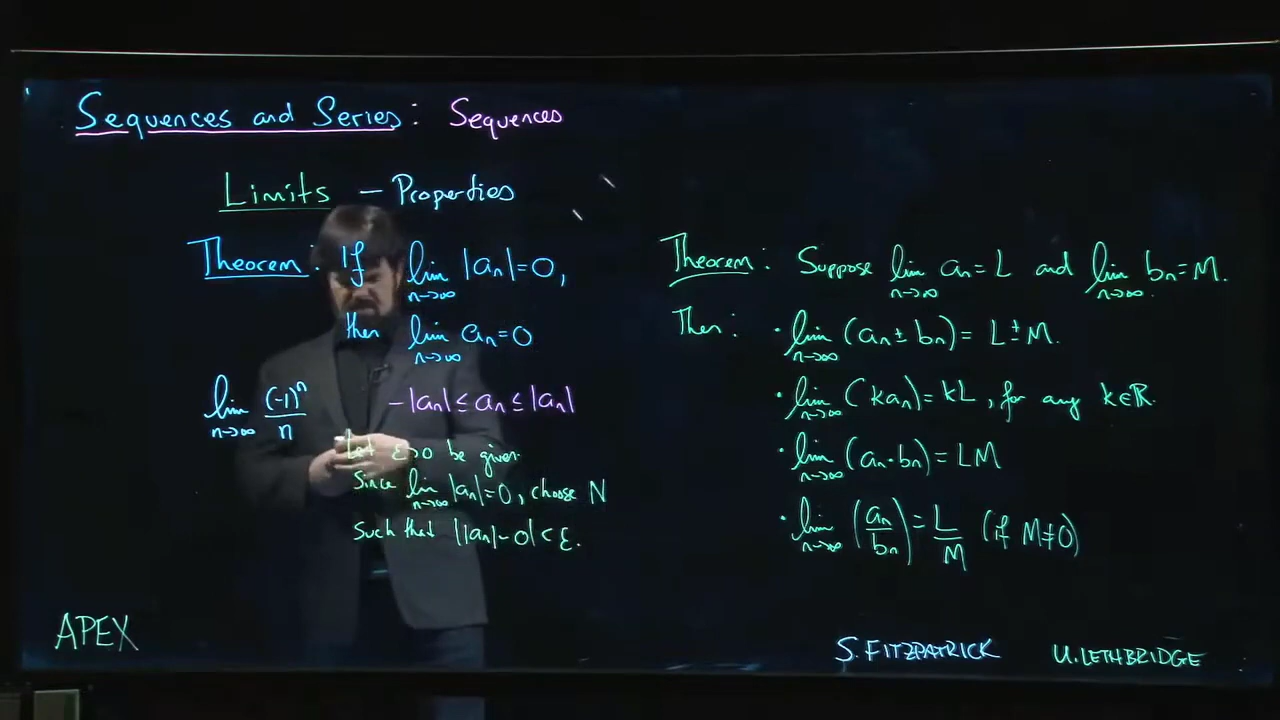 Sequences and Series: Sequences
Limits - Properties
Theorem: If lim n→∞ |an|=0,
then lim n→∞ an=0
lim n→∞ (-1)^n/n
-|an| ≤ an ≤ |an|
Let ε>0 be given.
Since lim n→∞ |an|=0, choose N
such that ||an|-0|<ε.
Theorem: Suppose lim n→∞ an=L and lim n→∞ bn=M.
Then: · lim n→∞ (an ± bn) = L ± M.
· lim n→∞ (kan) = kL, for any k∈ℝ.
· lim n→∞ (an·bn) = LM
· lim n→∞ (an/bn) = L/M (if M≠0)
APEX
S. FITZPATRICK
U. LETHBRIDGE